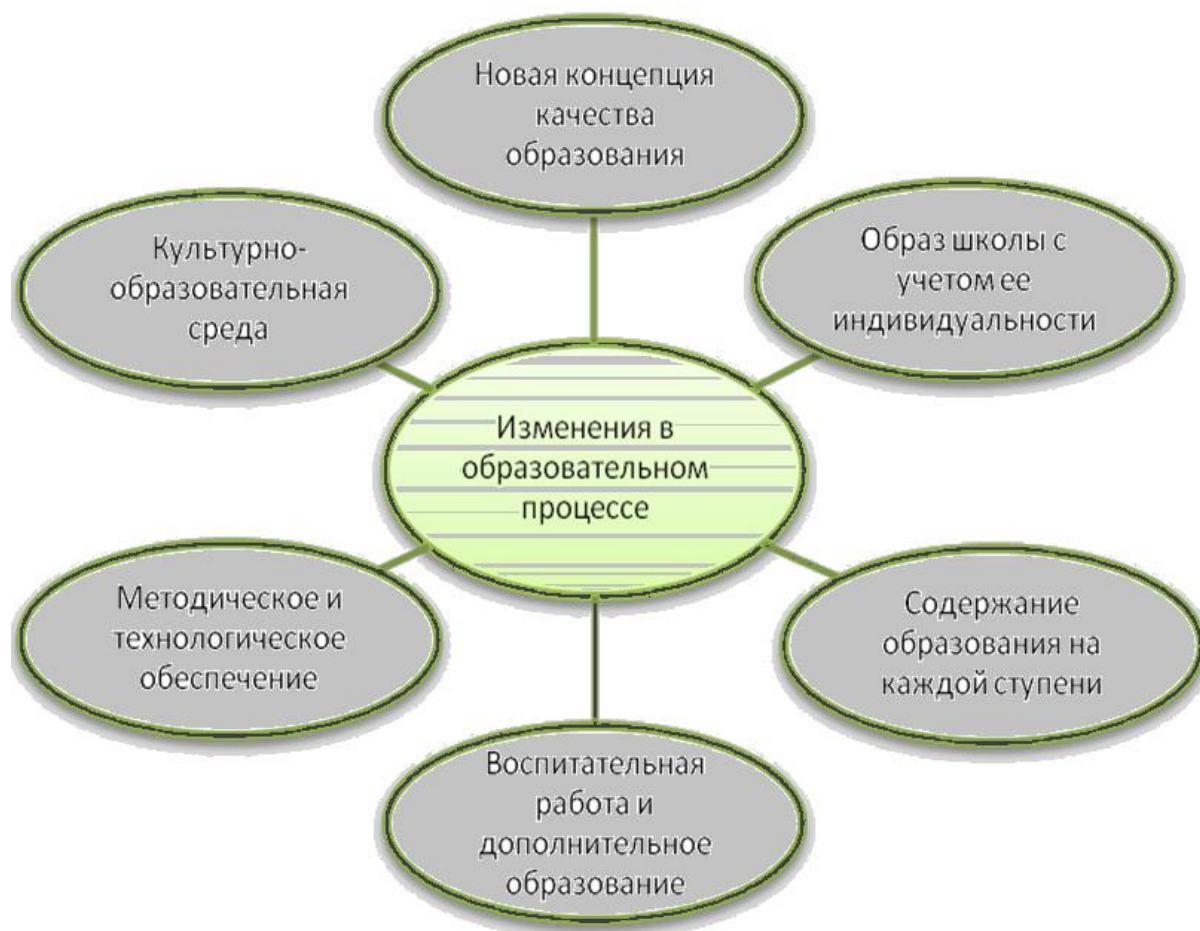 Новая концепция
качества
образования
Образ школы с
учетом ее
индивидуальности
Содержание
образования на
каждой ступени
Воспитательная
работа и
дополнительное
образование
Методическое и
технологическое
обеспечение
Культурно-
образовательная
среда
Изменения в
образовательном
процессе